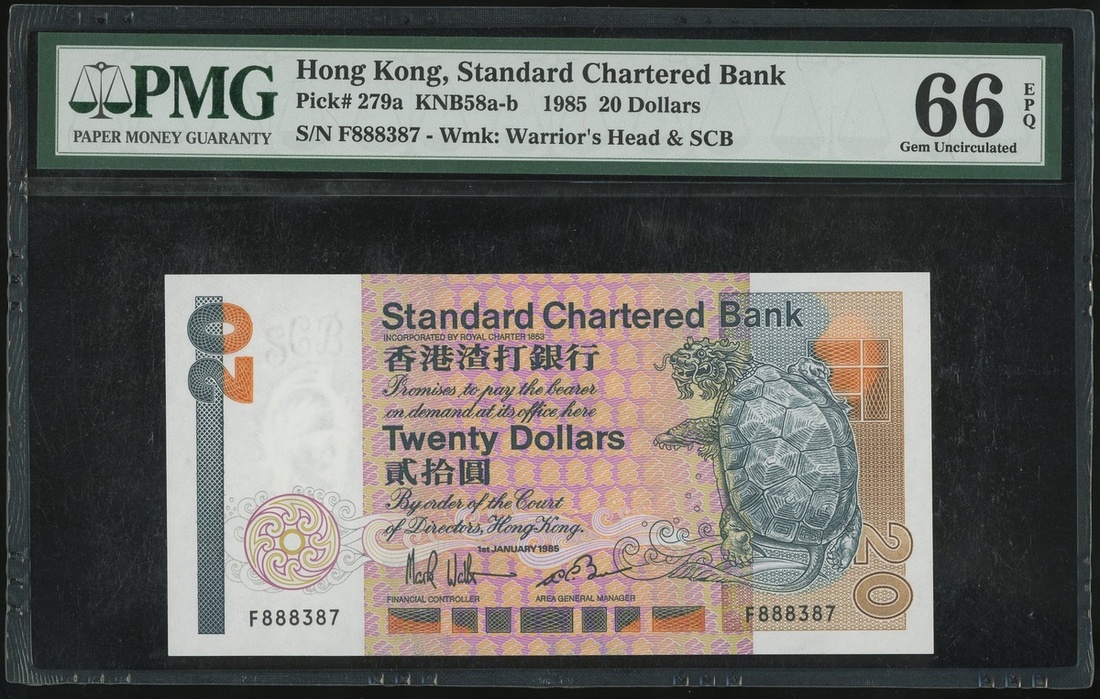 PMG
PAPER MONEY GUARANTY
Hong Kong, Standard Chartered Bank
Pick# 279a KNB58a-b 1985 20 Dollars
S/N F888387 - Wmk: Warrior's Head & SCB
66
EPQ
Gem Uncirculated
20
Standard Chartered Bank
INCORPORATED BY ROYAL CHARTER 1853
香港渣打銀行
Promises to pay the bearer
on demand at its office here
Twenty Dollars
貳拾圓
By order of the Court
of Directors, Hong Kong.
1st JANUARY 1985
FINANCIAL CONTROLLER AREA GENERAL MANAGER
F888387 F888387
20